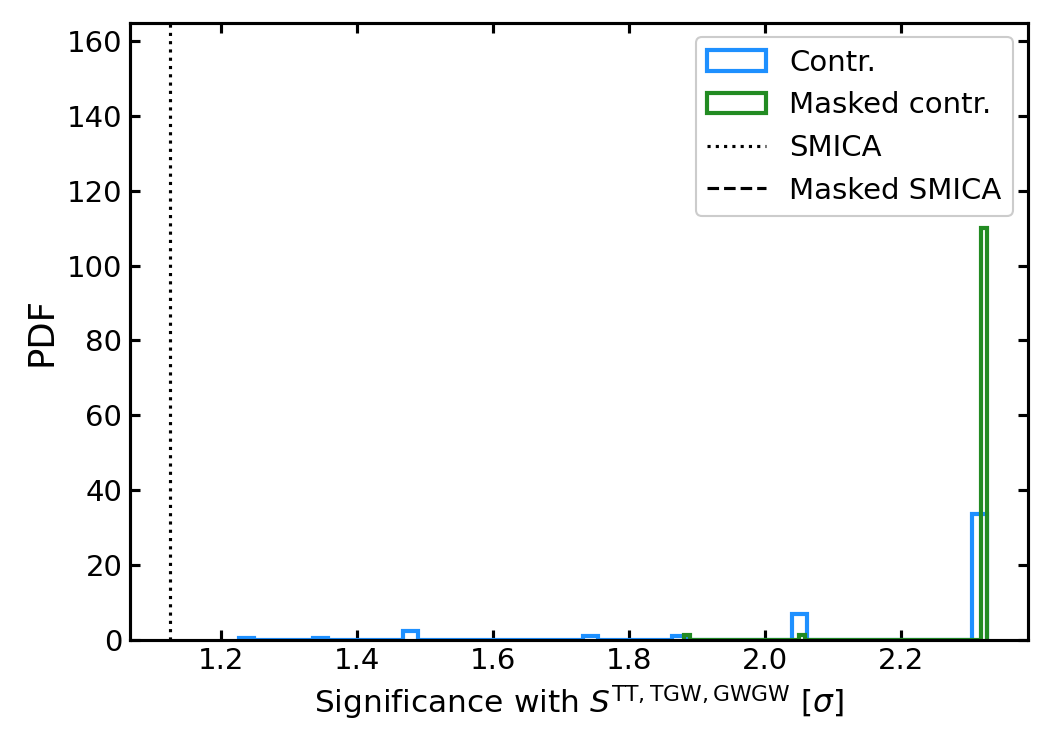 160
140
120
100
80
60
40
20
0
PDF
Contr.
Masked contr.
SMICA
Masked SMICA
1.2 1.4 1.6 1.8 2.0 2.2
Significance with S^{TT, TGW, GWGW} [σ]